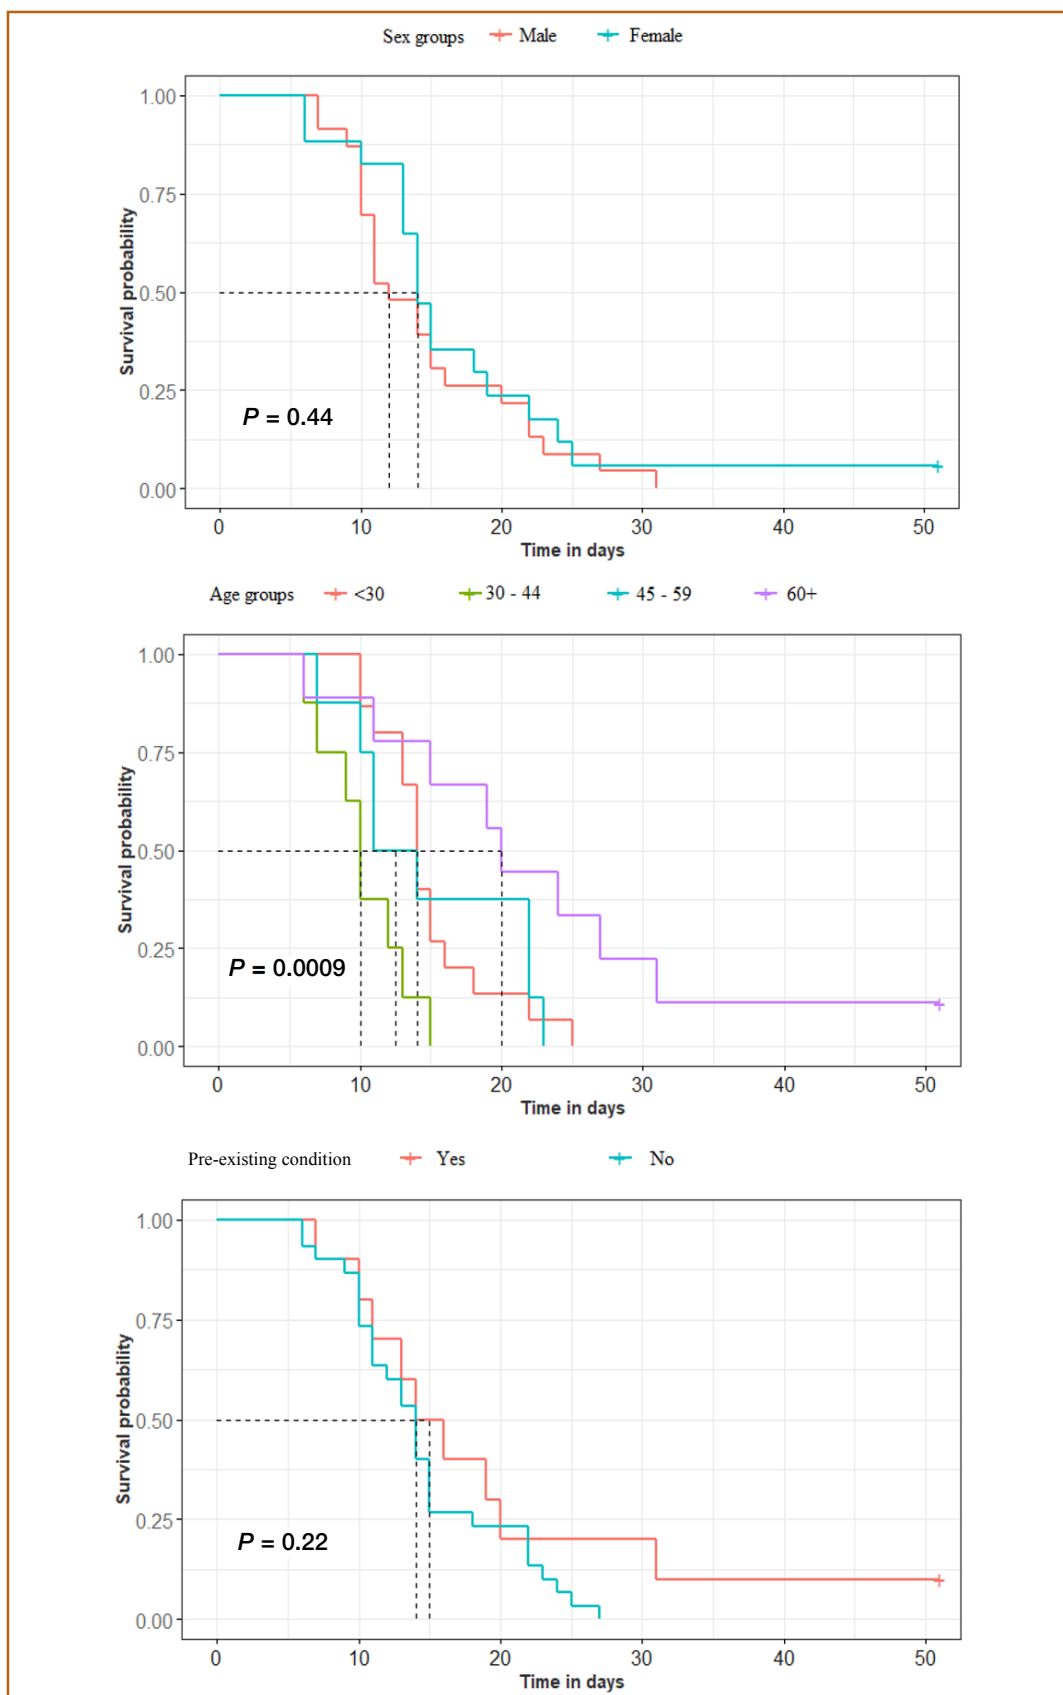 Sex groups Male Female
1.00
0.75
0.50
0.25
0.00
Survival probability
P = 0.44
0 10 20 30 40 50
Time in days
Age groups <30 30 - 44 45 - 59 60+
1.00
0.75
0.50
0.25
0.00
Survival probability
P = 0.0009
0 10 20 30 40 50
Time in days
Pre-existing condition Yes No
1.00
0.75
0.50
0.25
0.00
Survival probability
P = 0.22
0 10 20 30 40 50
Time in days